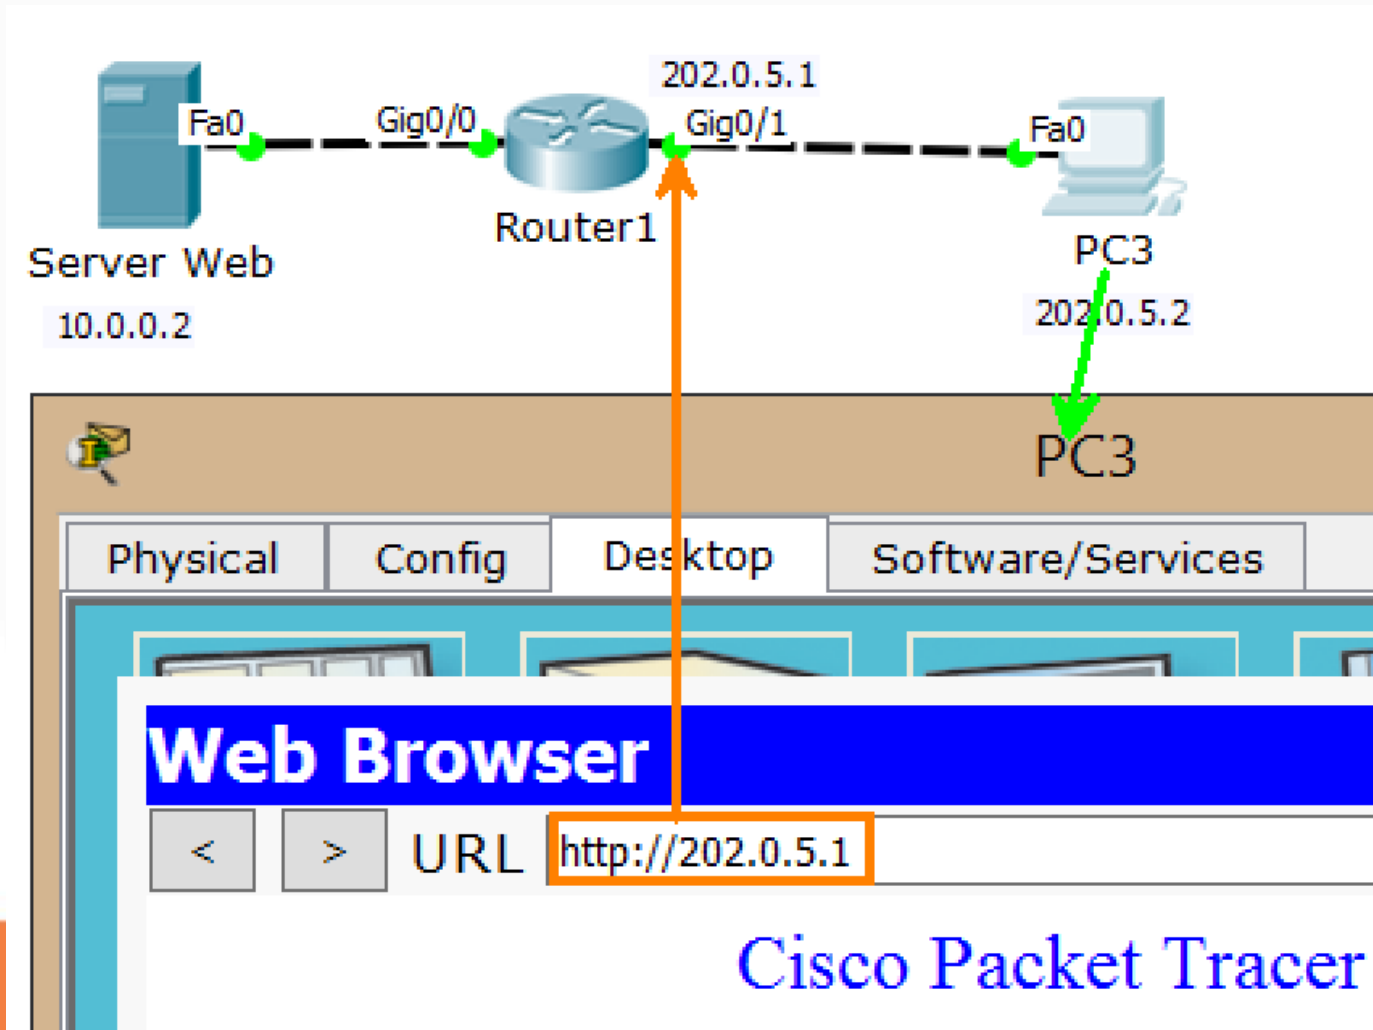 202.0.5.1
Fa0
Gig0/0
Gig0/1
Fa0
Router1
Server Web
PC3
10.0.0.2
202.0.5.2
PC3
Physical
Config
Desktop
Software/Services
Web Browser
<
>
URL
http://202.0.5.1
Cisco Packet Tracer